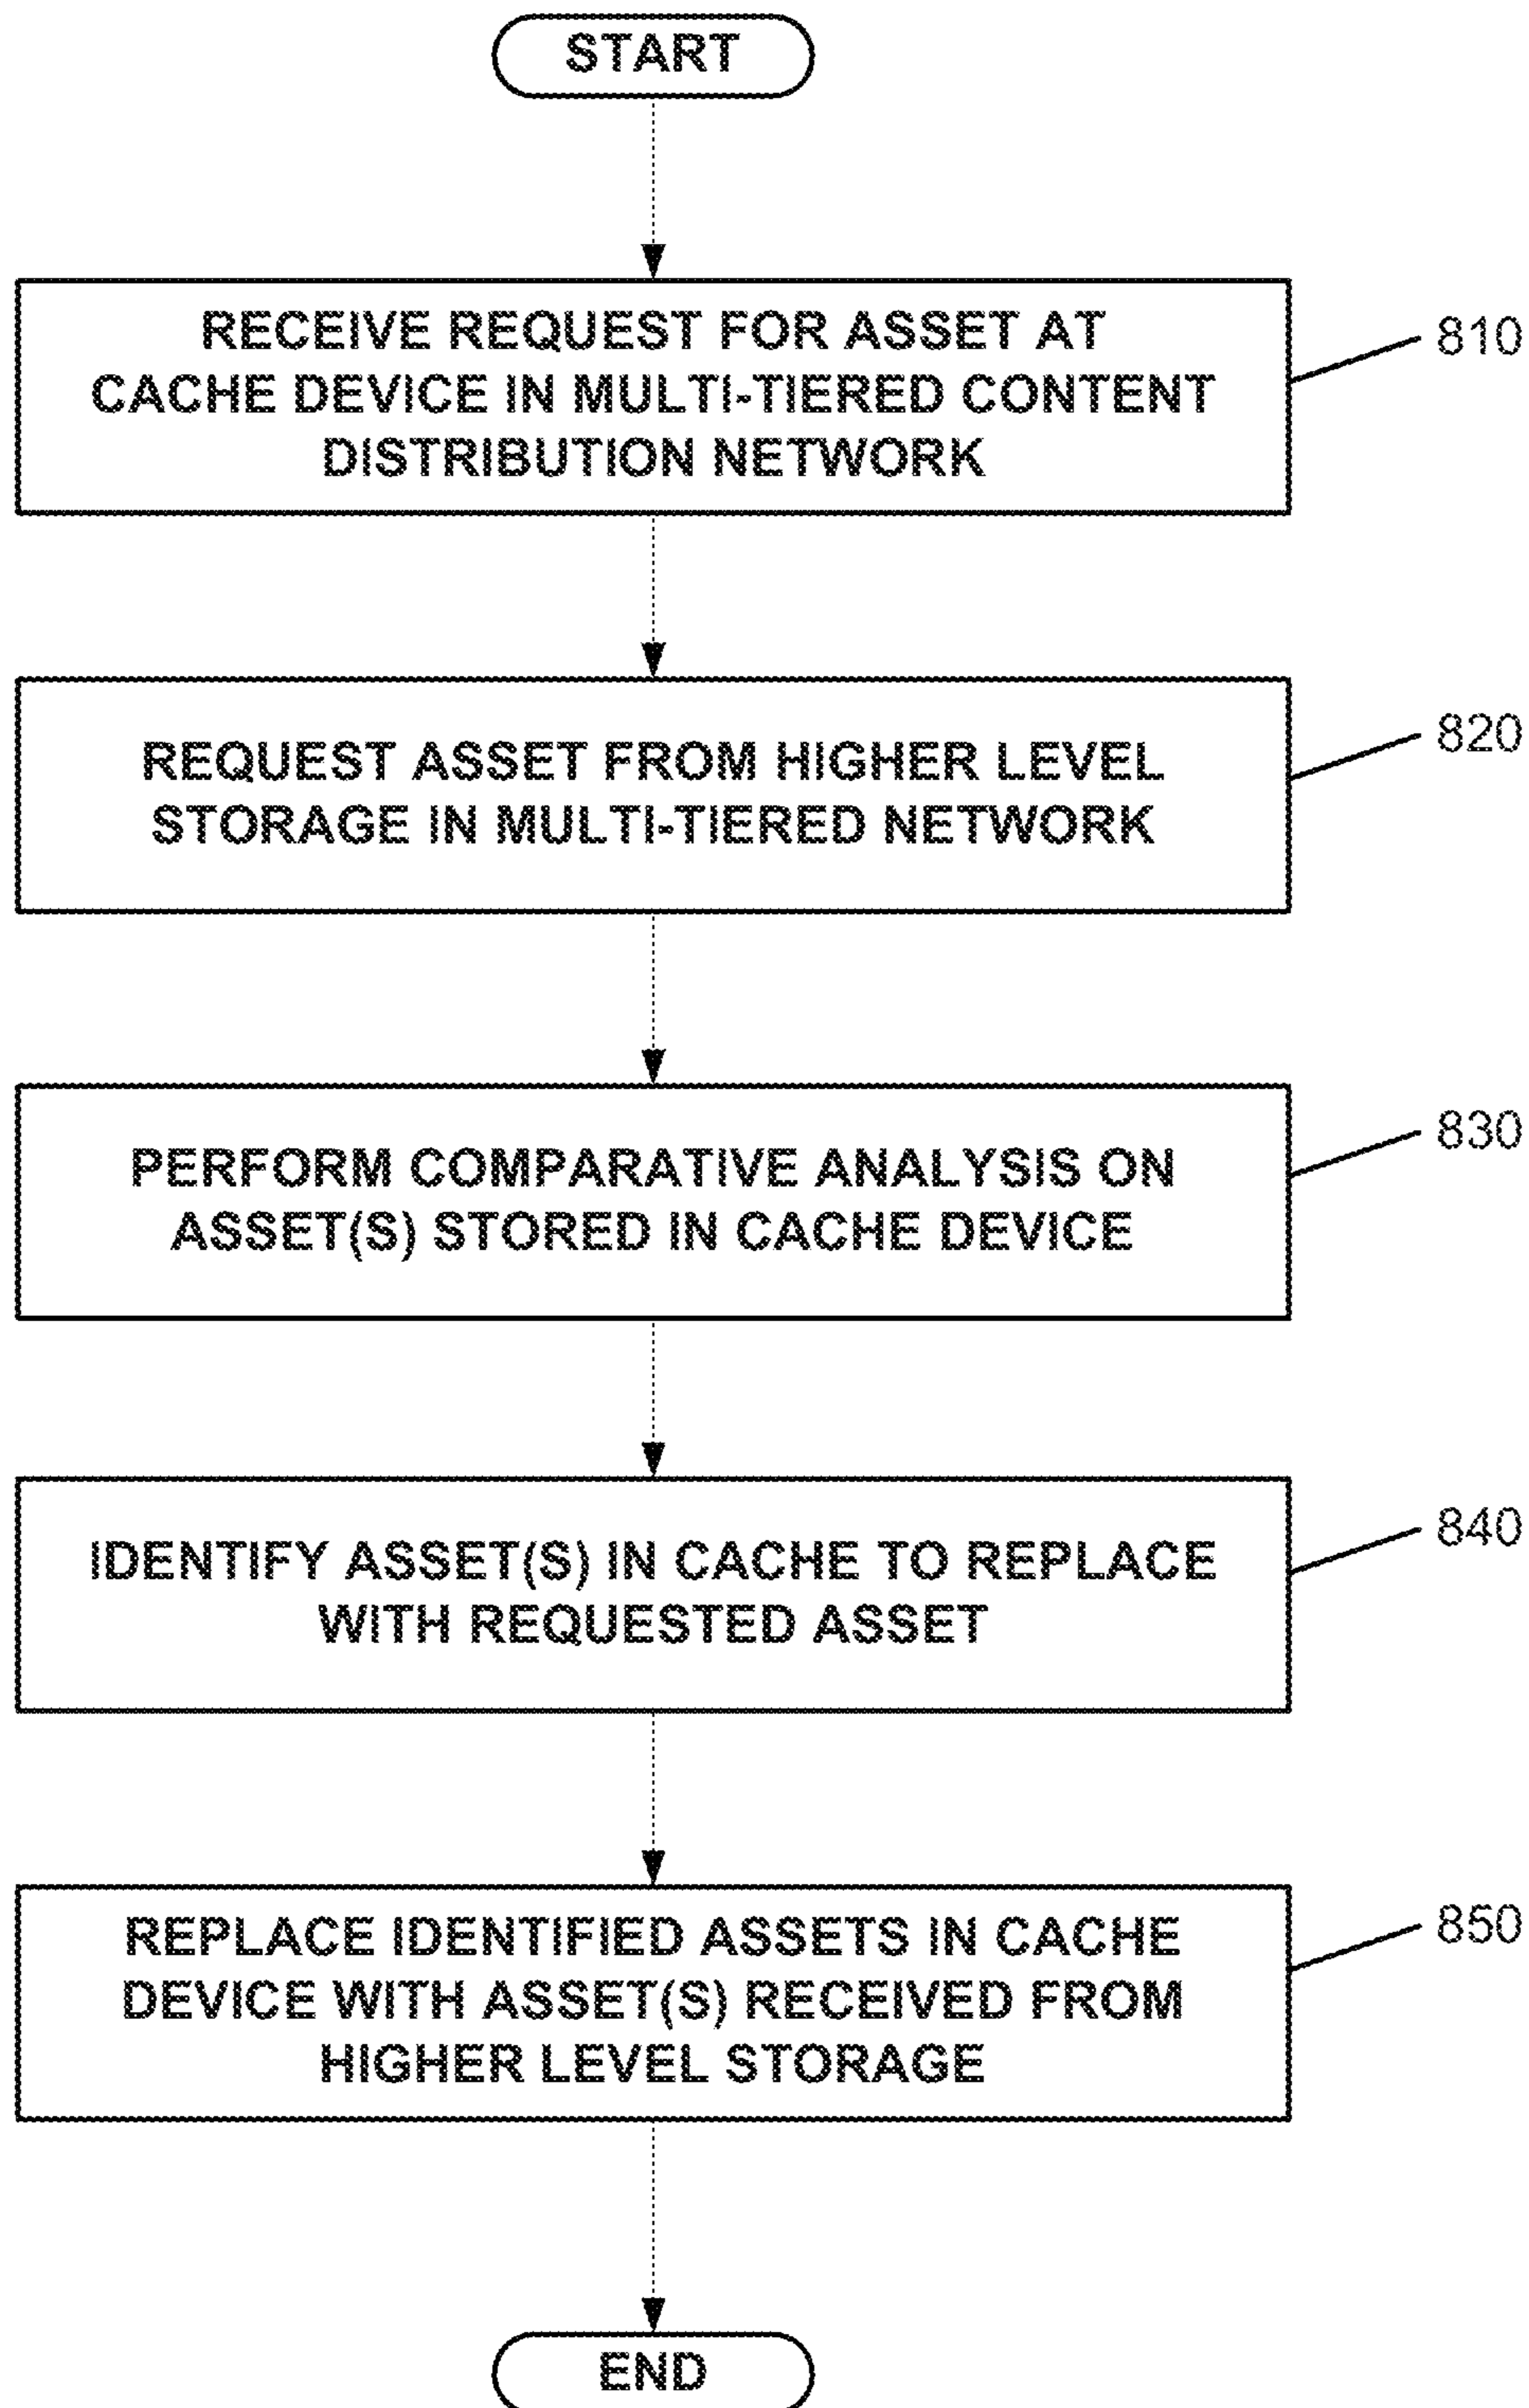 START
RECEIVE REQUEST FOR ASSET AT
CACHE DEVICE IN MULTI-TIERED CONTENT
DISTRIBUTION NETWORK
810
REQUEST ASSET FROM HIGHER LEVEL
STORAGE IN MULTI-TIERED NETWORK
820
PERFORM COMPARATIVE ANALYSIS ON
ASSET(S) STORED IN CACHE DEVICE
830
IDENTIFY ASSET(S) IN CACHE TO REPLACE
WITH REQUESTED ASSET
840
REPLACE IDENTIFIED ASSETS IN CACHE
DEVICE WITH ASSET(S) RECEIVED FROM
HIGHER LEVEL STORAGE
850
END